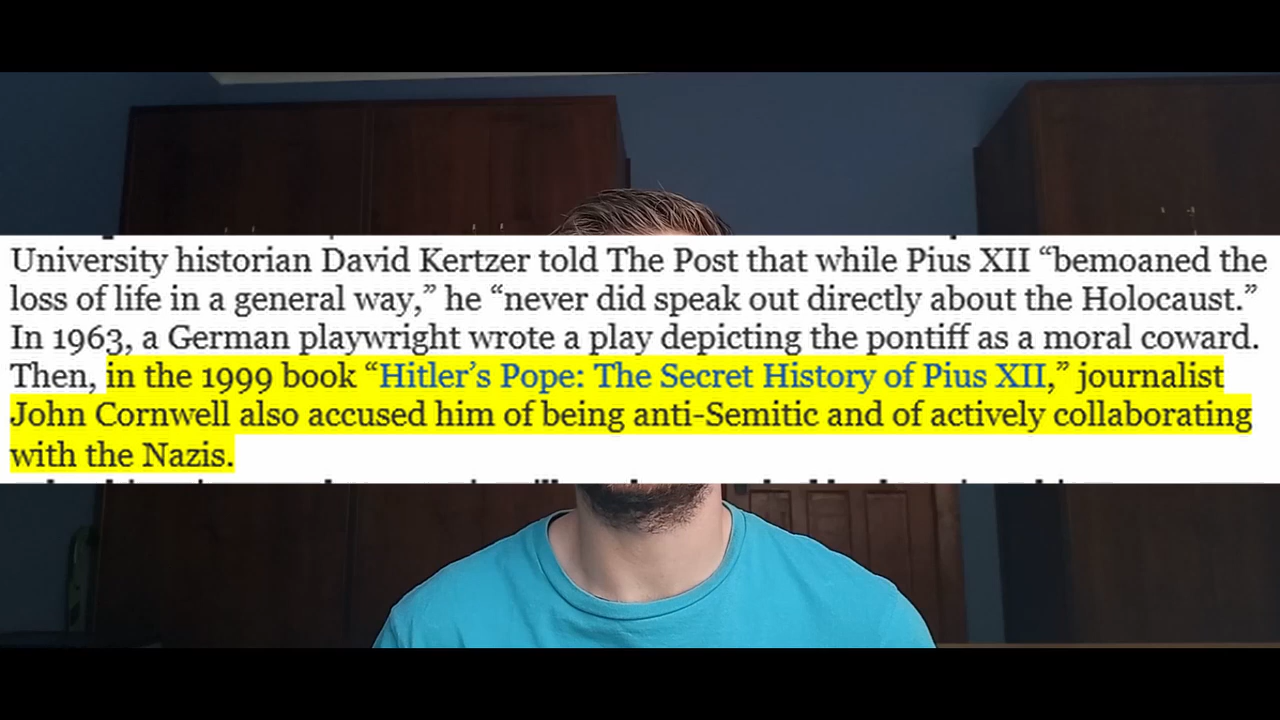 University historian David Kertzer told The Post that while Pius XII “bemoaned the
loss of life in a general way,” he “never did speak out directly about the Holocaust.”
In 1963, a German playwright wrote a play depicting the pontiff as a moral coward.
Then, in the 1999 book “Hitler’s Pope: The Secret History of Pius XII,” journalist
John Cornwell also accused him of being anti-Semitic and of actively collaborating
with the Nazis.